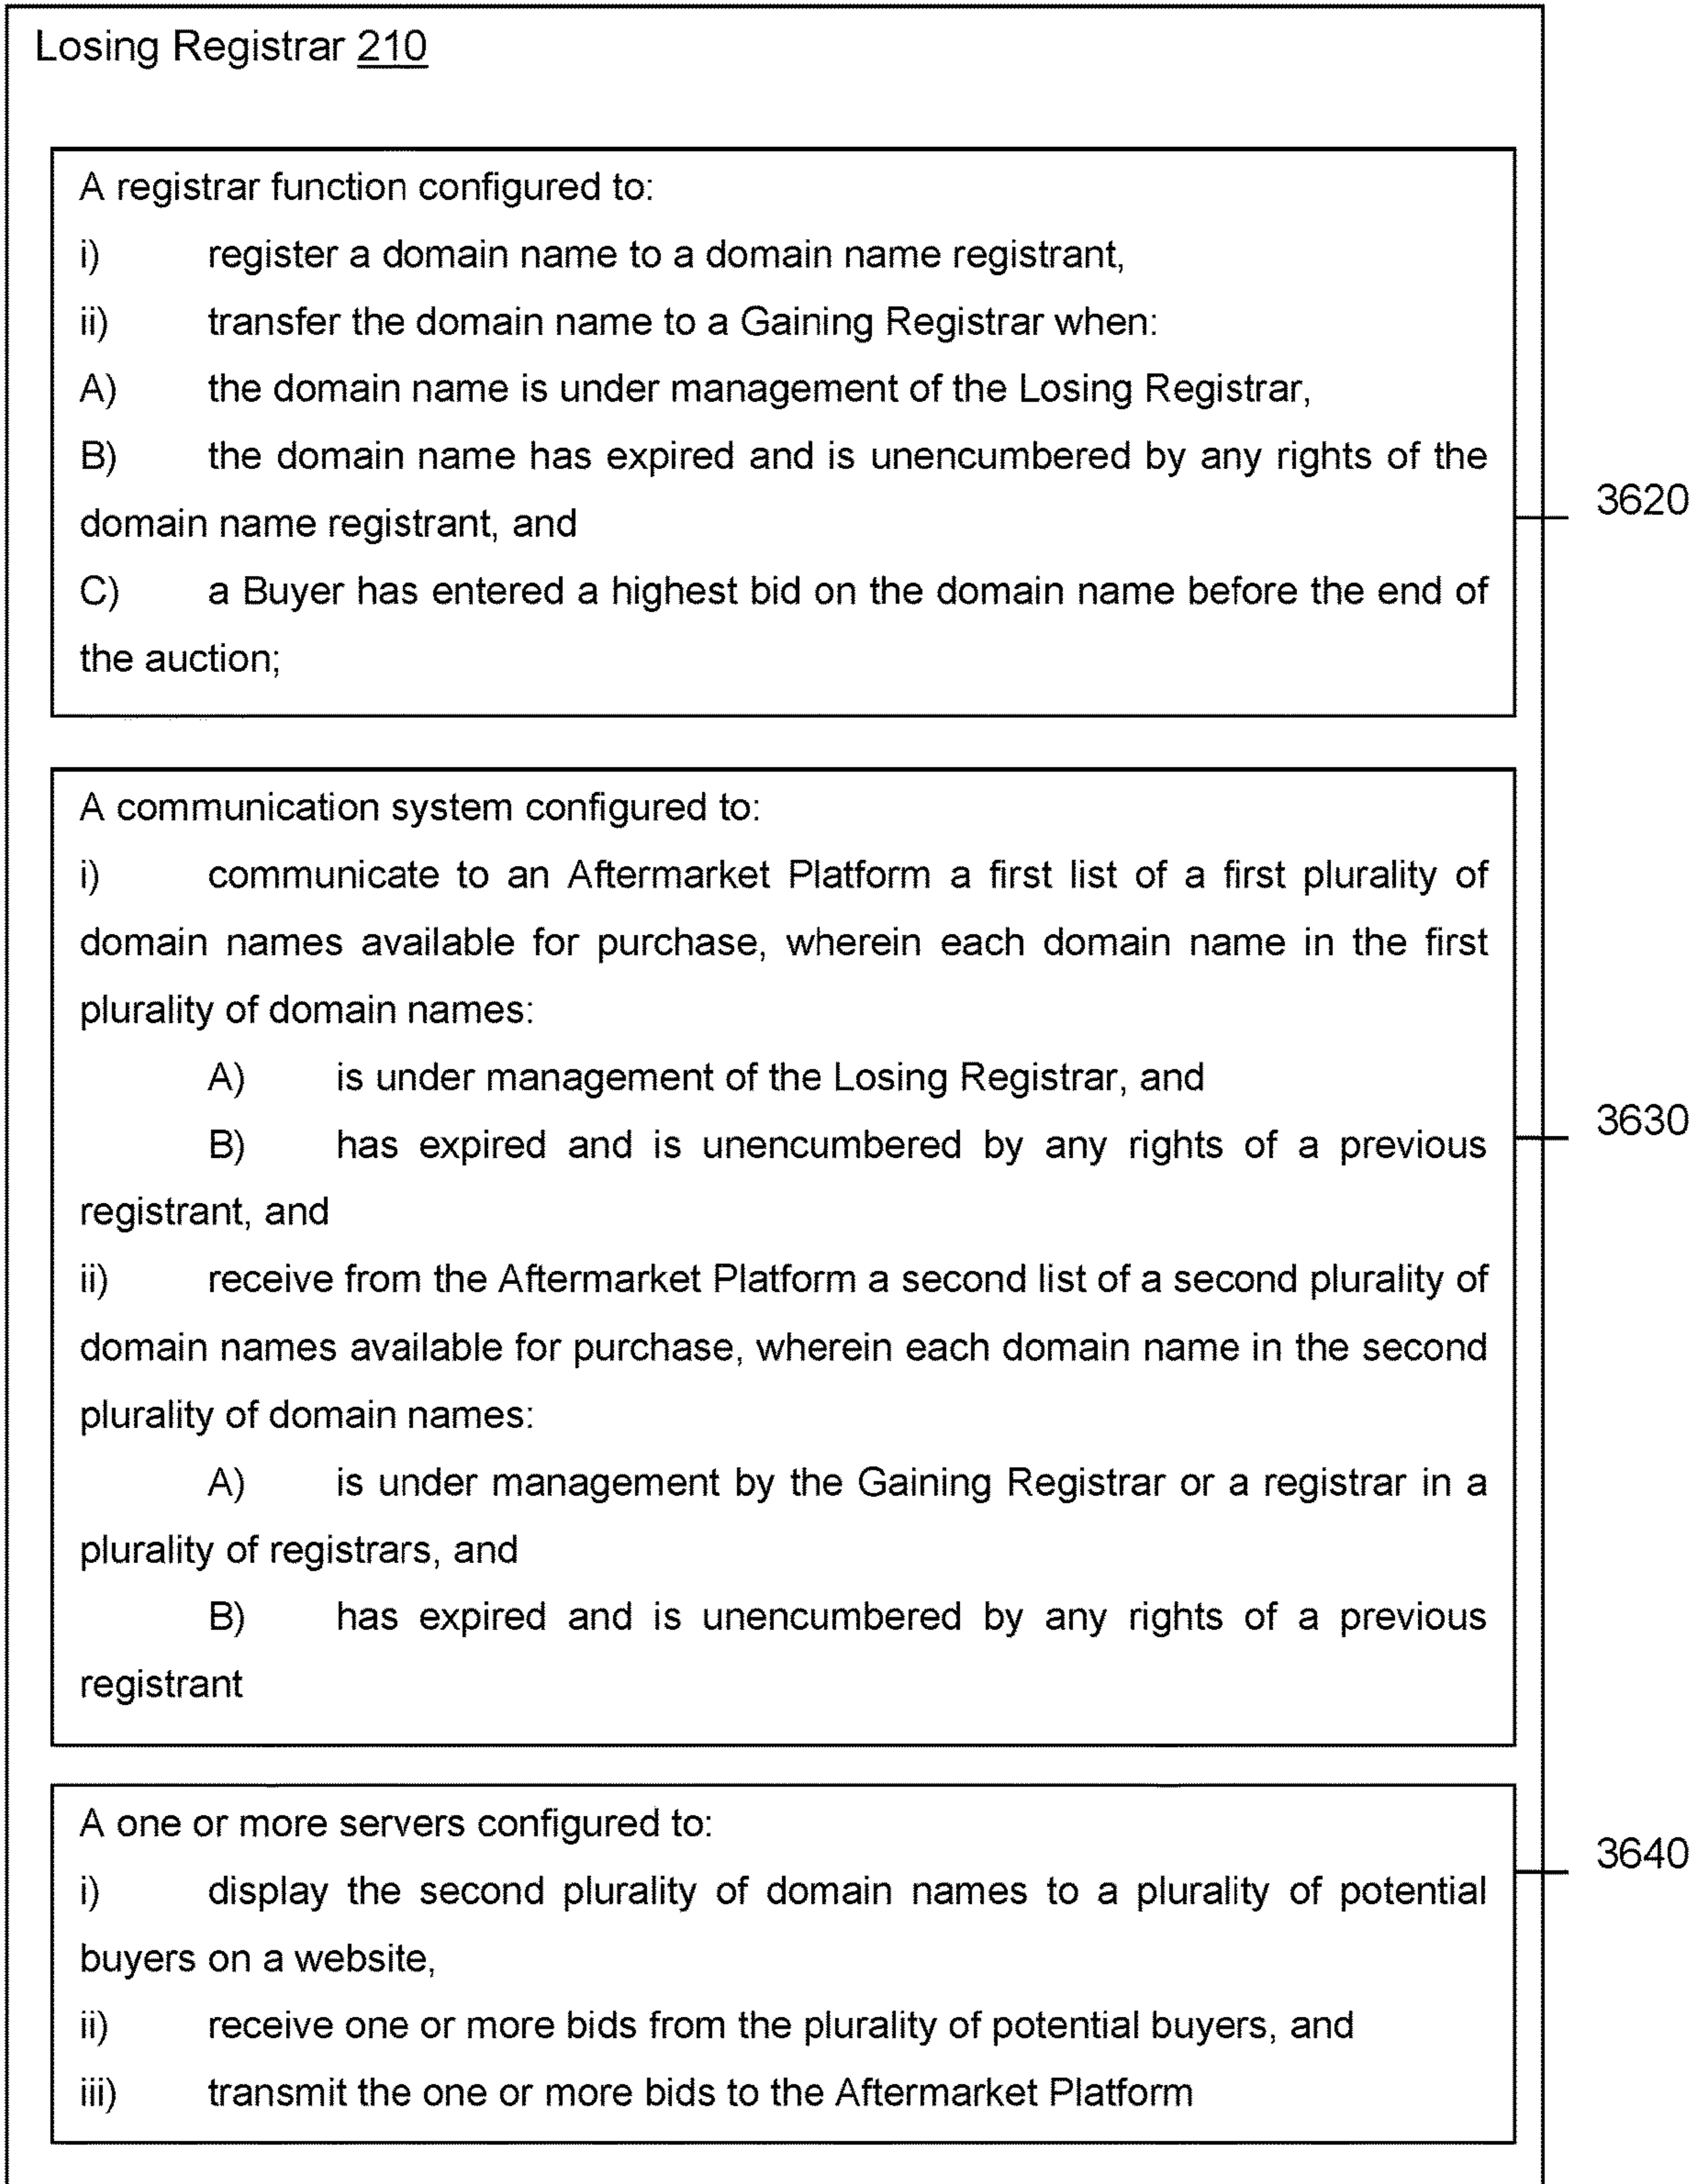 Losing Registrar 210
A registrar function configured to:
i) register a domain name to a domain name registrant,
ii) transfer the domain name to a Gaining Registrar when:
A) the domain name is under management of the Losing Registrar,
B) the domain name has expired and is unencumbered by any rights of the
domain name registrant, and
C) a Buyer has entered a highest bid on the domain name before the end of
the auction;
3620
A communication system configured to:
i) communicate to an Aftermarket Platform a first list of a first plurality of
domain names available for purchase, wherein each domain name in the first
plurality of domain names:
A) is under management of the Losing Registrar, and
B) has expired and is unencumbered by any rights of a previous
registrant, and
ii) receive from the Aftermarket Platform a second list of a second plurality of
domain names available for purchase, wherein each domain name in the second
plurality of domain names:
A) is under management by the Gaining Registrar or a registrar in a
plurality of registrars, and
B) has expired and is unencumbered by any rights of a previous
registrant
3630
A one or more servers configured to:
i) display the second plurality of domain names to a plurality of potential
buyers on a website,
ii) receive one or more bids from the plurality of potential buyers, and
iii) transmit the one or more bids to the Aftermarket Platform
3640